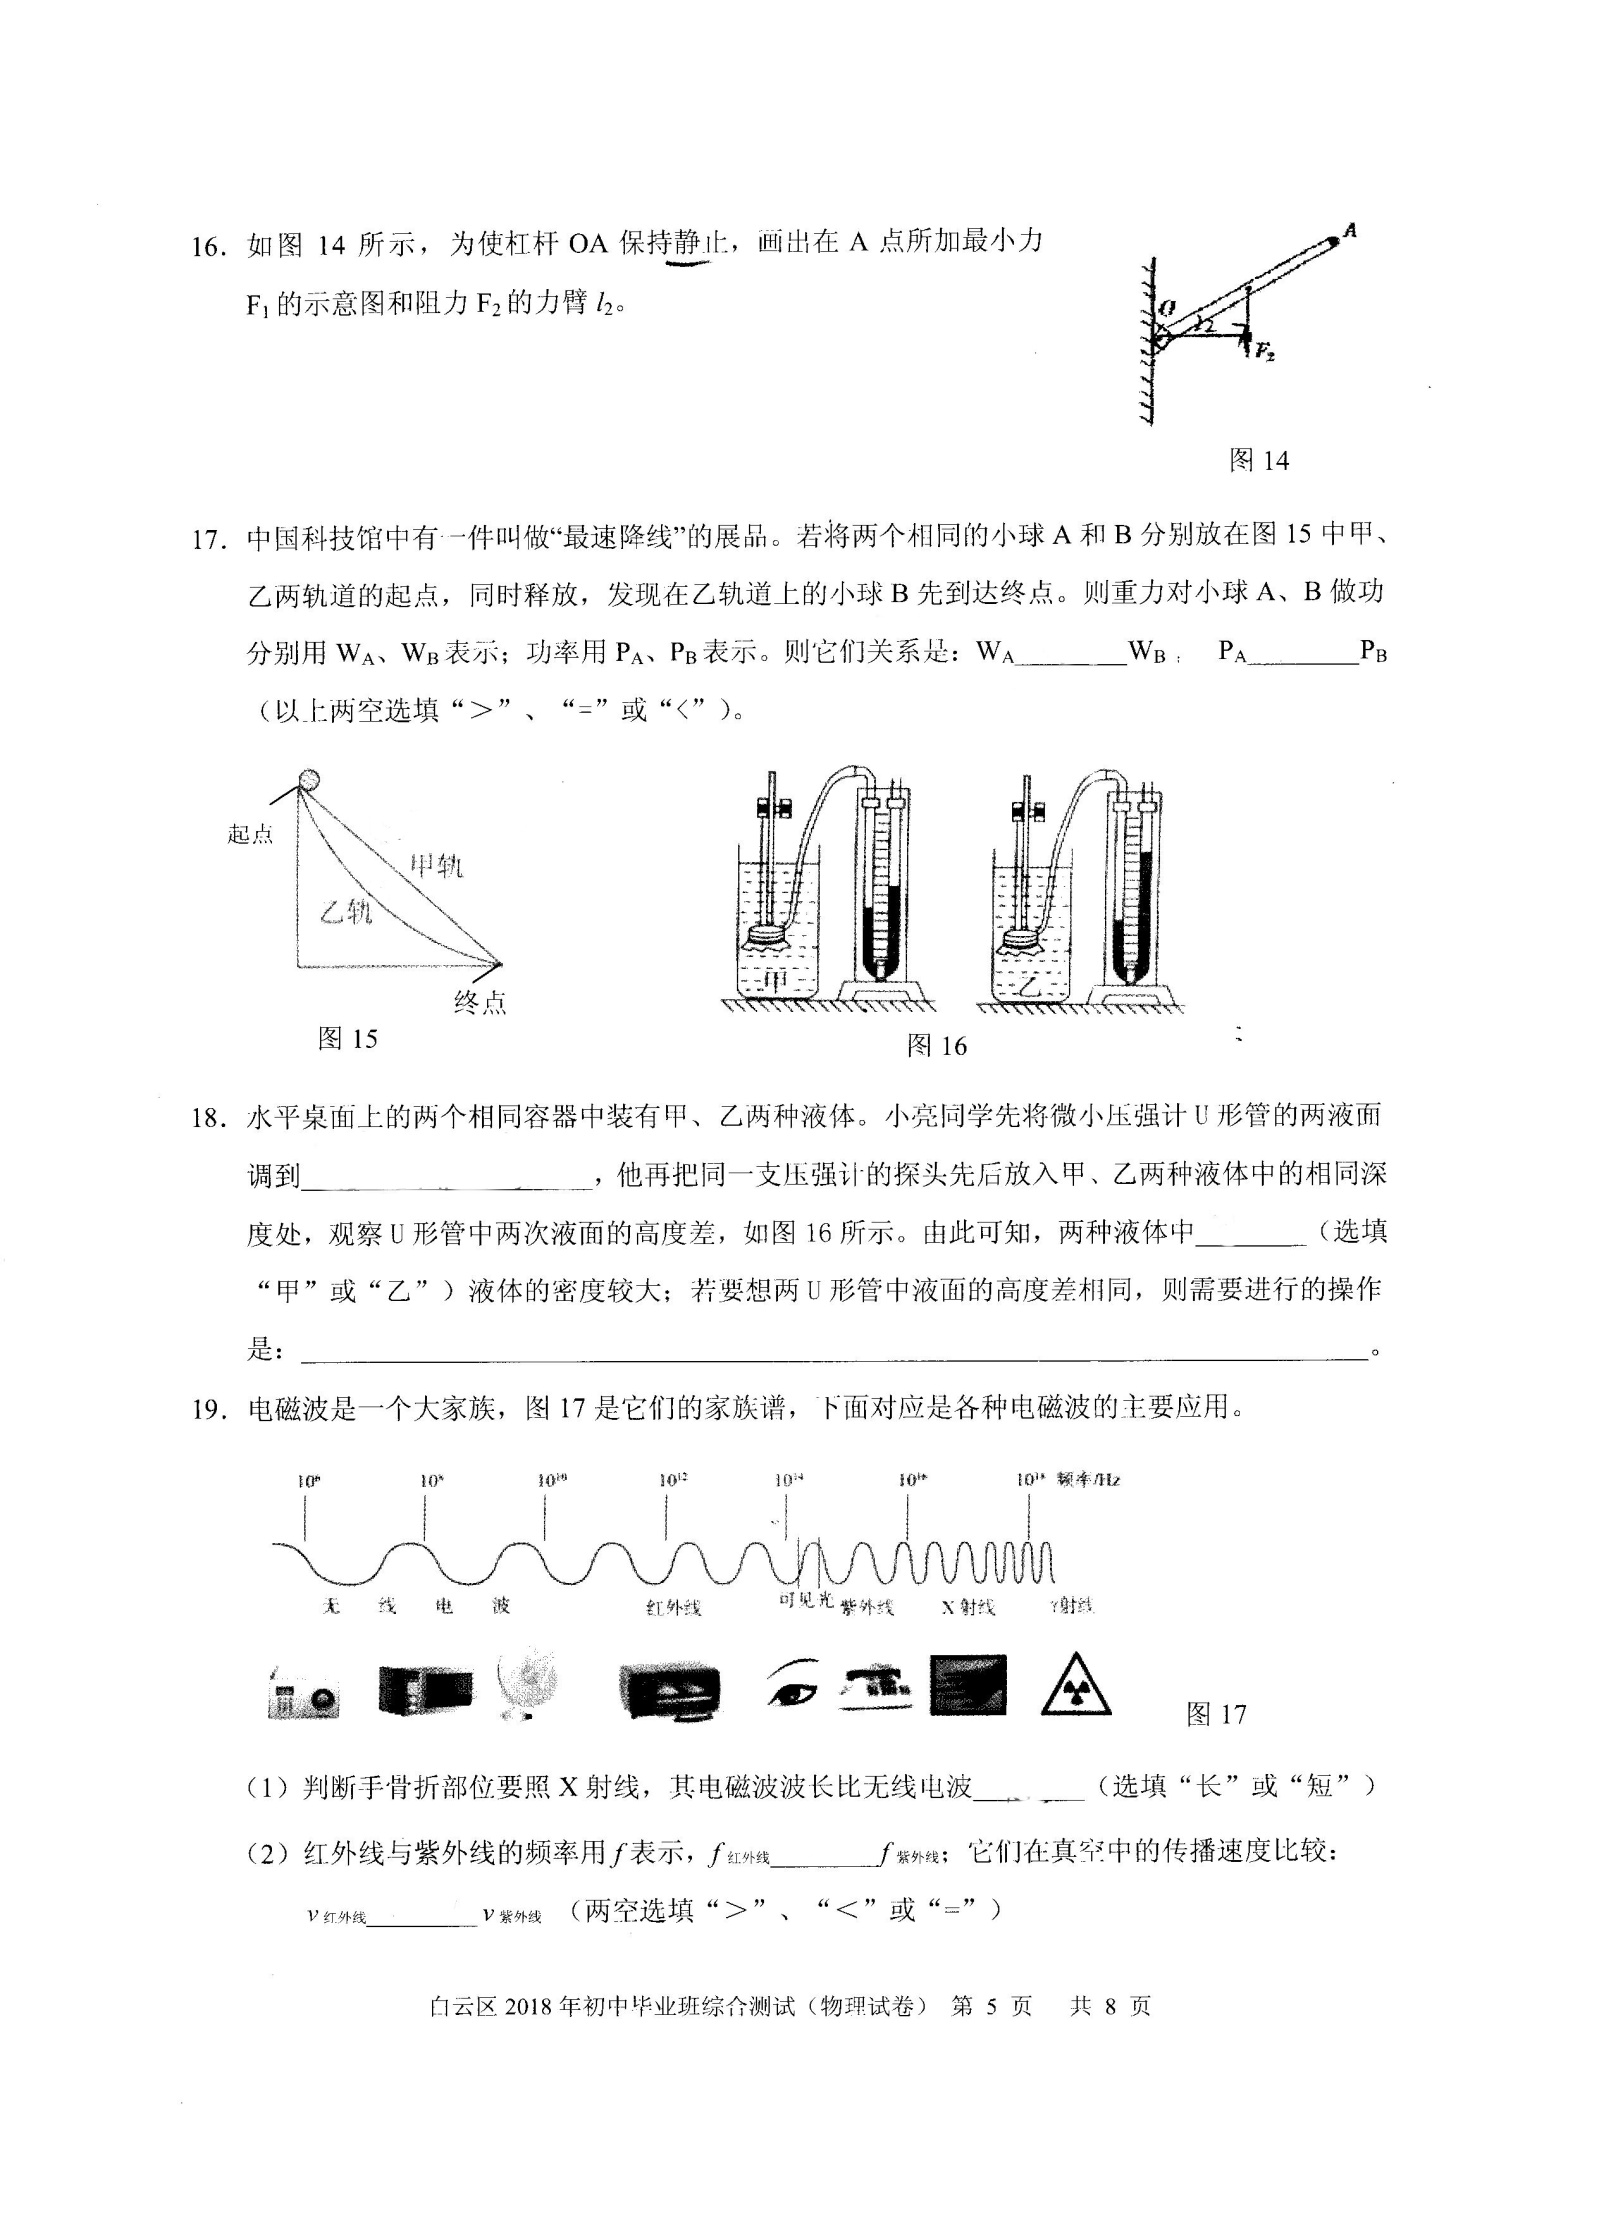 16. 如图 14 所示，为使杠杆 OA 保持静止，画出在 A 点所加最小力
F₁的示意图和阻力 F₂的力臂 l₂。
A
O
l₂
F₂
图 14
17. 中国科技馆中有一件叫做“最速降线”的展品。若将两个相同的小球 A 和 B 分别放在图 15 中甲、
乙两轨道的起点，同时释放，发现在乙轨道上的小球 B 先到达终点。则重力对小球 A、B 做功
分别用 WA、WB表示；功率用 PA、PB表示。则它们关系是：WA________WB； PA________PB
（以上两空选填“＞”、“=”或“<”）。
起点
甲轨
乙轨
终点
图 15
甲
乙
图 16
18. 水平桌面上的两个相同容器中装有甲、乙两种液体。小亮同学先将微小压强计 U 形管的两液面
调到____________________，他再把同一支压强计的探头先后放入甲、乙两种液体中的相同深
度处，观察 U 形管中两次液面的高度差，如图 16 所示。由此可知，两种液体中________（选填
“甲”或“乙”）液体的密度较大；若要想两 U 形管中液面的高度差相同，则需要进行的操作
是：________________________________________。
19. 电磁波是一个大家族，图 17 是它们的家族谱，下面对应是各种电磁波的主要应用。
10⁶ 10⁸ 10¹⁰ 10¹² 10¹⁴ 10¹⁶ 10¹⁸ 频率/Hz
无 线 电 波 红外线 可见光 紫外线 X 射线 γ射线
图 17
（1）判断手骨折部位要照 X 射线，其电磁波波长比无线电波________（选填“长”或“短”）
（2）红外线与紫外线的频率用 f 表示，f 红外线________f 紫外线；它们在真空中的传播速度比较：
v 红外线________v 紫外线 （两空选填“＞”、“＜”或“=”）
白云区 2018 年初中毕业班综合测试（物理试卷） 第 5 页 共 8 页